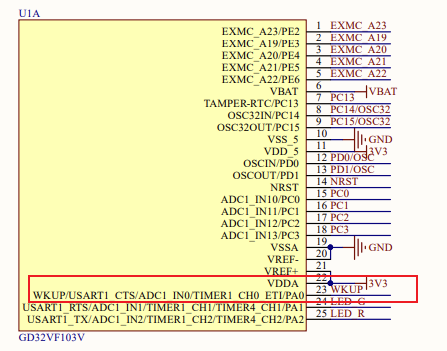 U1A
EXMC_A23/PE2 1 EXMC_A23
EXMC_A19/PE3 2 EXMC_A19
EXMC_A20/PE4 3 EXMC_A20
EXMC_A21/PE5 4 EXMC_A21
EXMC_A22/PE6 5 EXMC_A22
VBAT 6 VBAT
TAMPER-RTC/PC13 7 PC13
OSC32IN/PC14 8 PC14/OSC32
OSC32OUT/PC15 9 PC15/OSC32
VSS_5 10 GND
VDD_5 11 3V3
OSCIN/PD0 12 PD0/OSC
OSCOUT/PD1 13 PD1/OSC
NRST 14 NRST
ADC1_IN10/PC0 15 PC0
ADC1_IN11/PC1 16 PC1
ADC1_IN12/PC2 17 PC2
ADC1_IN13/PC3 18 PC3
VSSA 19 GND
VREF- 20
VREF+ 21
VDDA 22 3V3
WKUP/USART1_CTS/ADC1_IN0/TIMER1_CH0_ETI/PA0 23 WKUP
USART1_RTS/ADC1_IN1/TIMER1_CH1/TIMER4_CH1/PA1 24 LED_G
USART1_TX/ADC1_IN2/TIMER1_CH2/TIMER4_CH2/PA2 25 LED_R
GD32VF103V